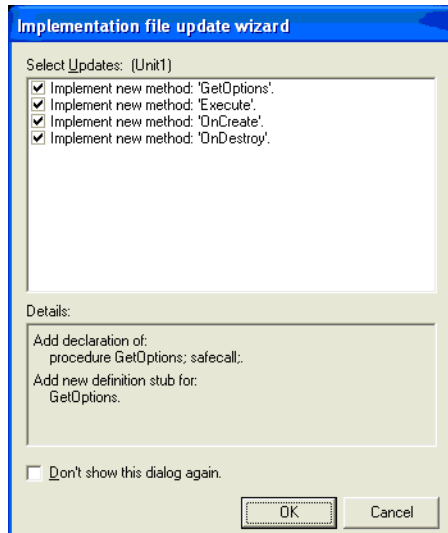 Implementation file update wizard
Select Updates: (Unit1)
Implement new method: 'GetOptions'.
Implement new method: 'Execute'.
Implement new method: 'OnCreate'.
Implement new method: 'OnDestroy'.
Details:
Add declaration of:
procedure GetOptions; safecall;.
Add new definition stub for:
GetOptions.
Don't show this dialog again.
OK Cancel